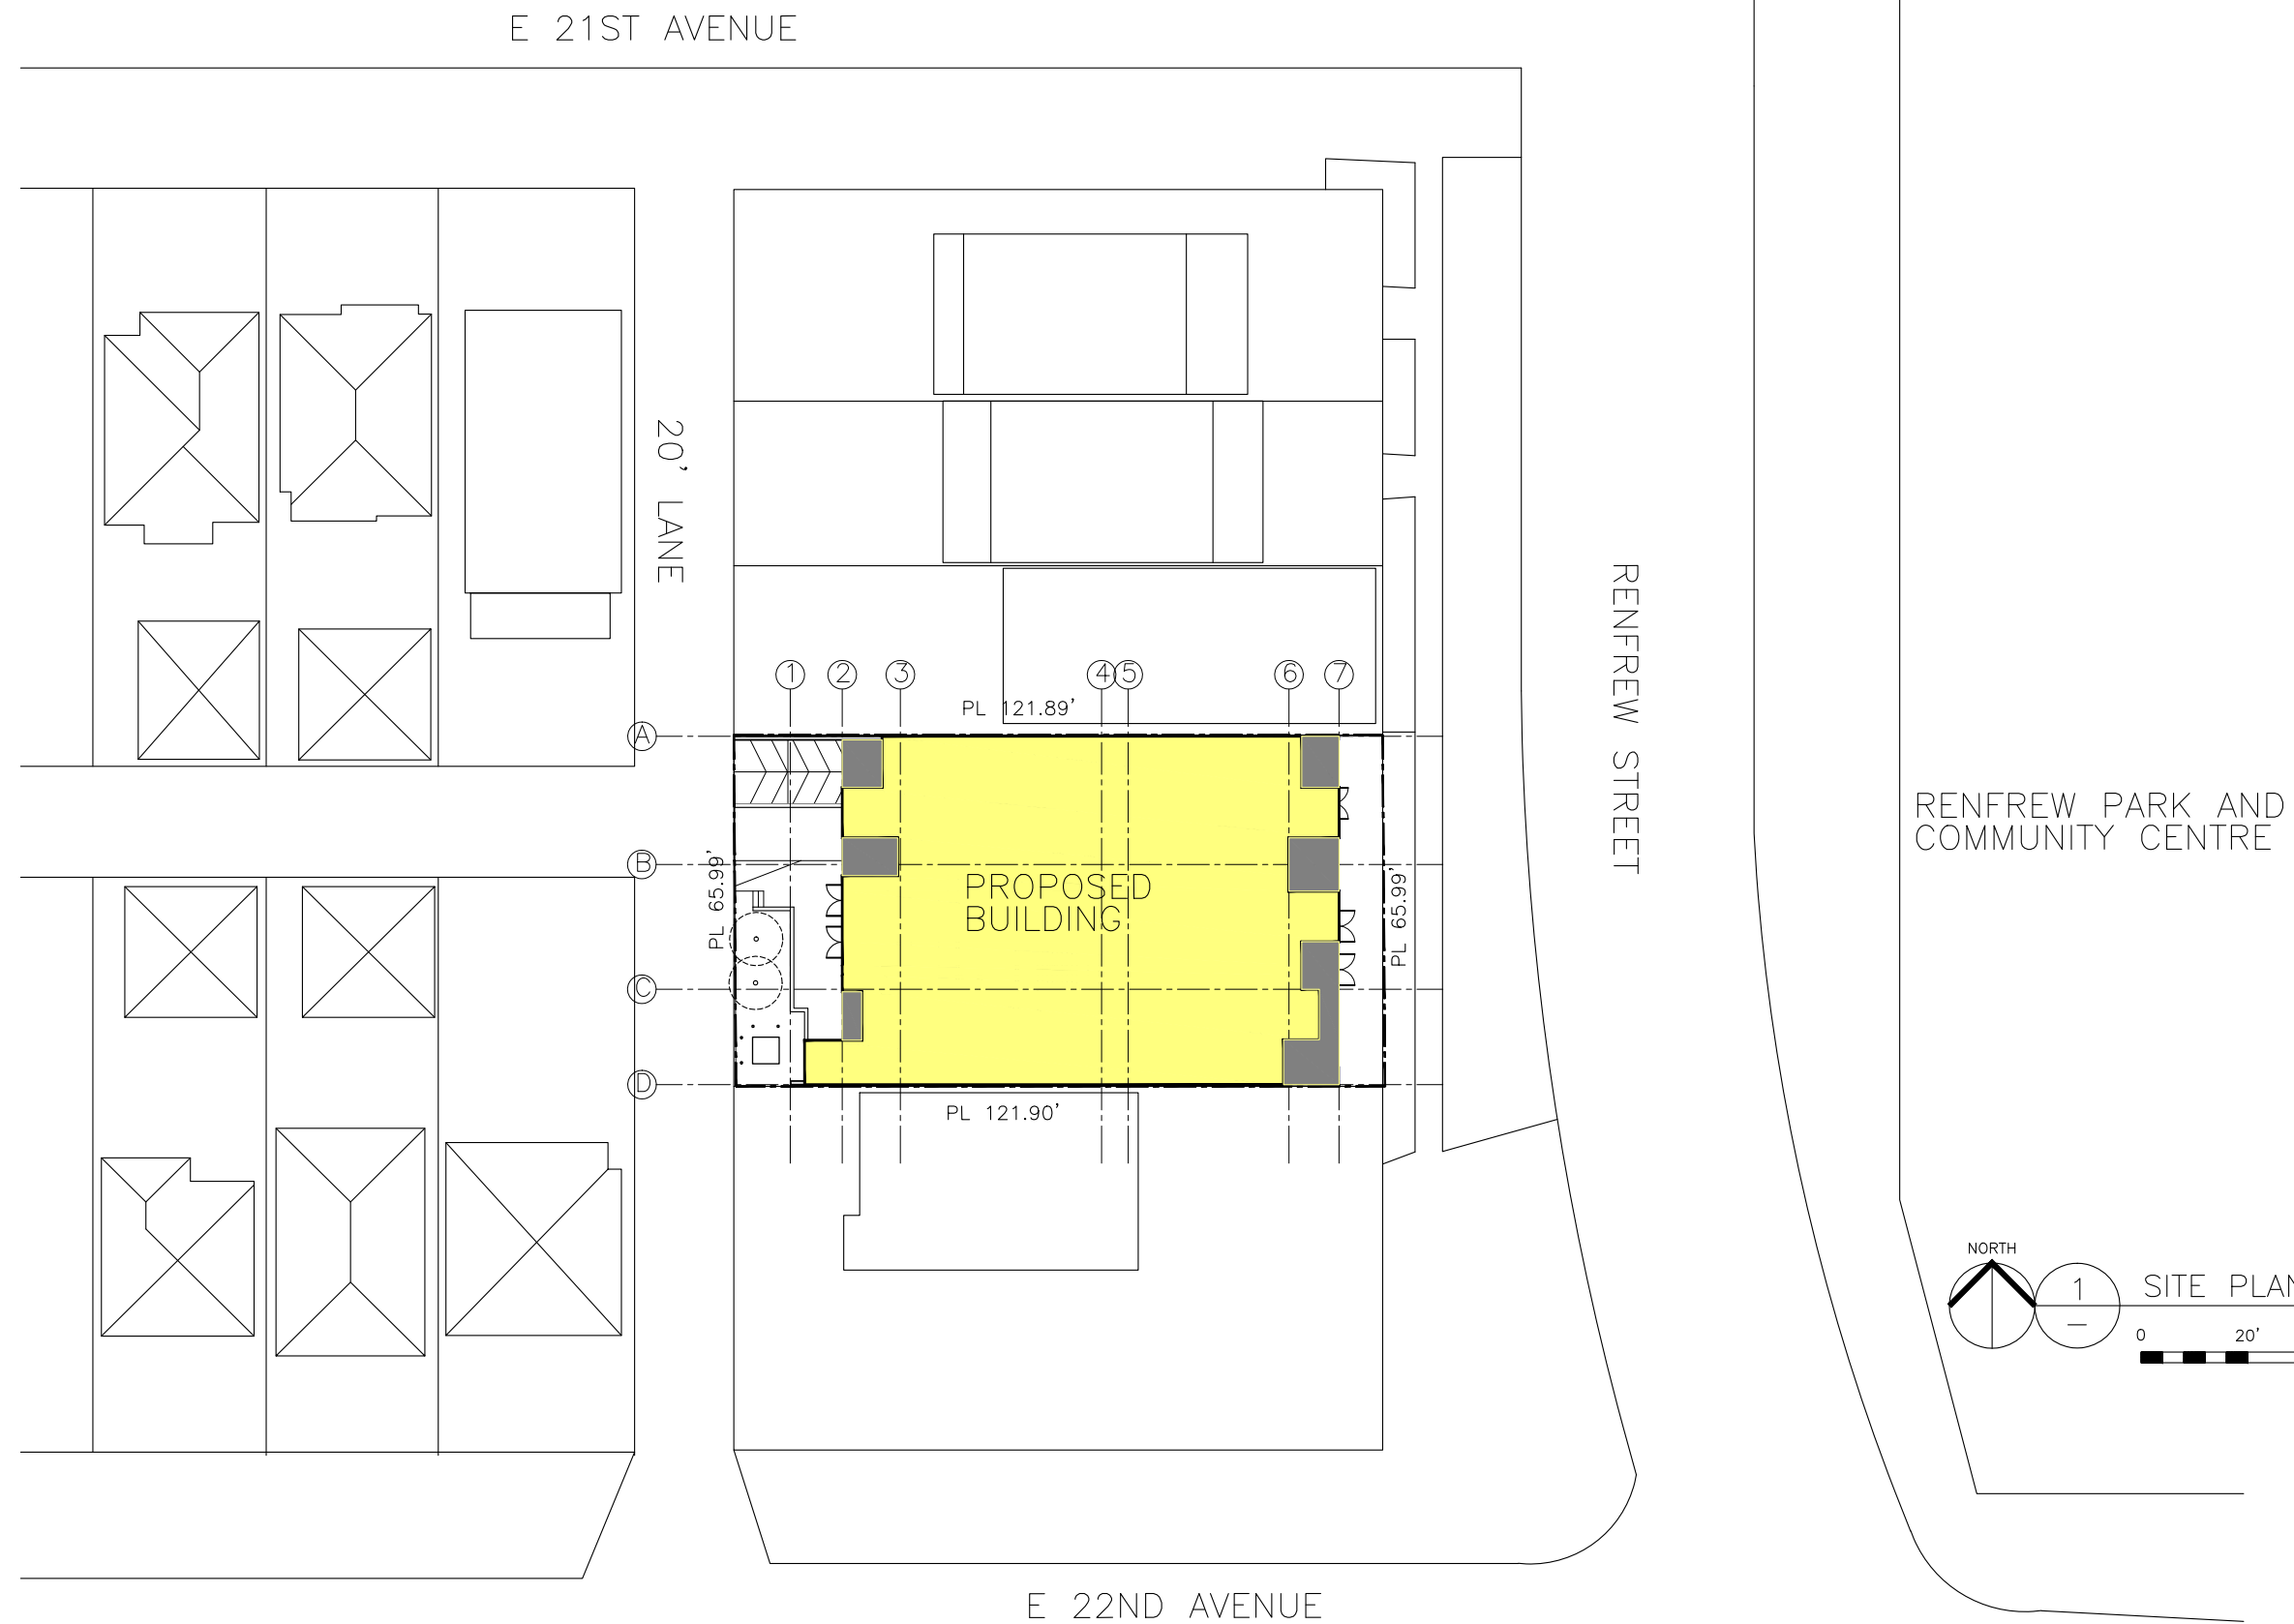 E 21ST AVENUE
20' LANE
RENFREW STREET
1
2
3
4
5
6
7
PL 121.89'
A
B
C
D
PL 65.99'
PROPOSED
BUILDING
PL 65.99'
RENFREW PARK AND
COMMUNITY CENTRE
PL 121.90'
NORTH
1
–
SITE PLAN
0 20'
E 22ND AVENUE